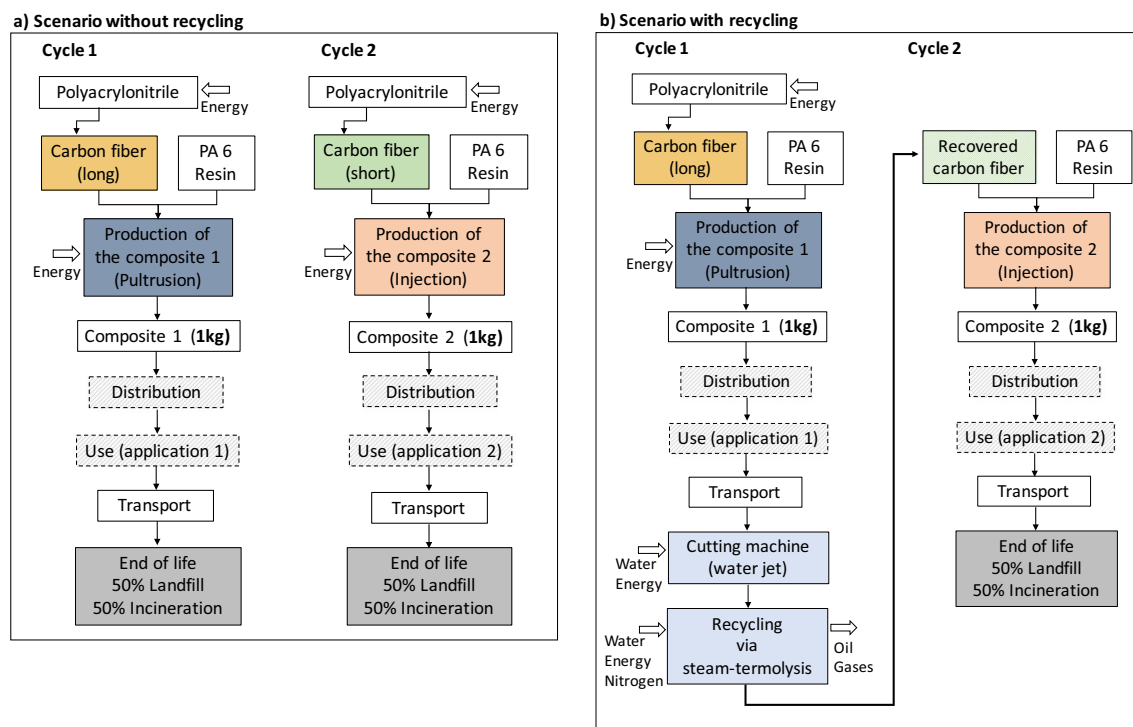 a) Scenario without recycling
Cycle 1
Polyacrylonitrile
Energy
Carbon fiber
(long)
PA 6
Resin
Energy
Production of
the composite 1
(Pultrusion)
Composite 1 (1kg)
Distribution
Use (application 1)
Transport
End of life
50% Landfill
50% Incineration
Cycle 2
Polyacrylonitrile
Energy
Carbon fiber
(short)
PA 6
Resin
Energy
Production of
the composite 2
(Injection)
Composite 2 (1kg)
Distribution
Use (application 2)
Transport
End of life
50% Landfill
50% Incineration
b) Scenario with recycling
Cycle 1
Polyacrylonitrile
Energy
Carbon fiber
(long)
PA 6
Resin
Energy
Production of
the composite 1
(Pultrusion)
Composite 1 (1kg)
Distribution
Use (application 1)
Transport
Water
Energy
Cutting machine
(water jet)
Water
Energy
Nitrogen
Recycling
via
steam-termolysis
Oil
Gases
Cycle 2
Recovered
carbon fiber
PA 6
Resin
Production of
the composite 2
(Injection)
Composite 2 (1kg)
Distribution
Use (application 2)
Transport
End of life
50% Landfill
50% Incineration